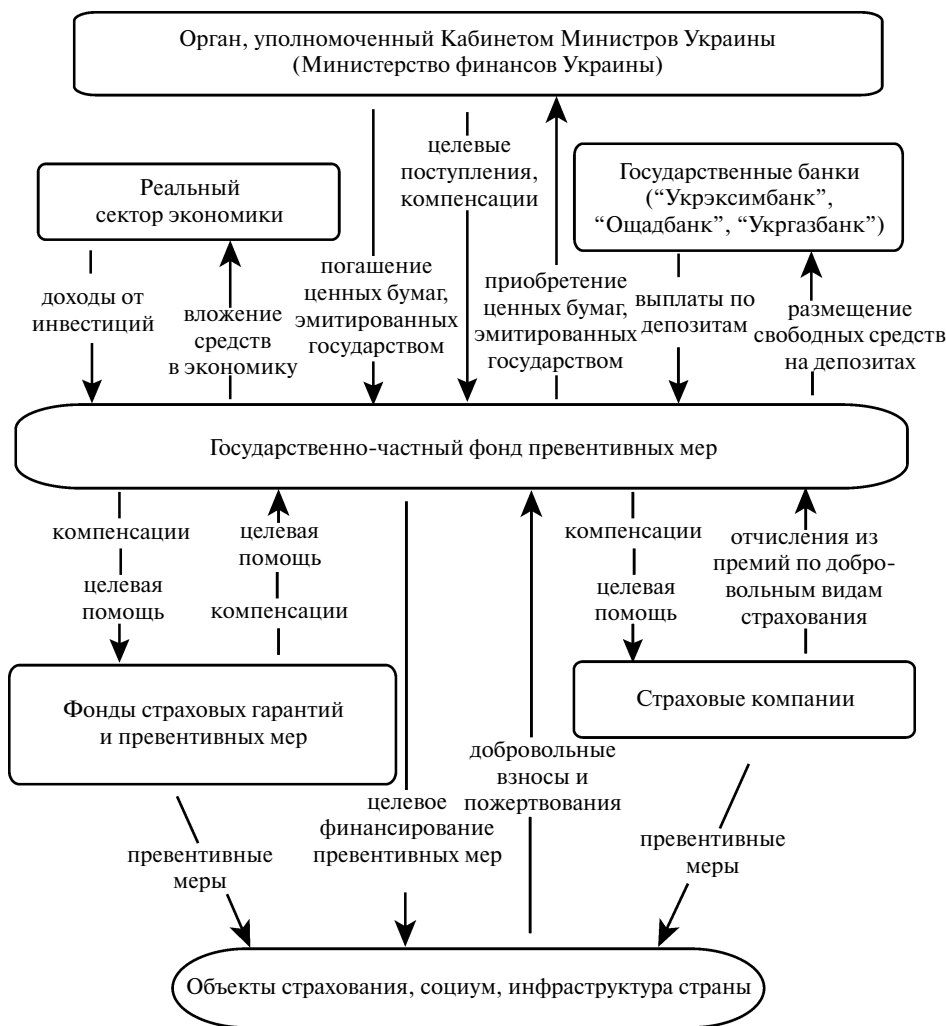 Орган, уполномоченный Кабинетом Министров Украины
(Министерство финансов Украины)
целевые
поступления,
компенсации
Реальный
сектор экономики
Государственные банки
(“Укрэксимбанк”,
“Ощадбанк”, “Укргазбанк”)
доходы от
инвестиций
вложение
средств
в экономику
погашение
ценных бумаг,
эмитированных
государством
приобретение
ценных бумаг,
эмитированных
государством
выплаты по
депозитам
размещение
свободных средств
на депозитах
Государственно-частный фонд превентивных мер
компенсации
целевая
помощь
целевая
помощь
компенсации
компенсации
целевая
помощь
отчисления из
премий по добро-
вольным видам
страхования
Фонды страховых гарантий
и превентивных мер
Страховые компании
добровольные
взносы и
пожертвования
целевое
финансирование
превентивных мер
превентивные
меры
превентивные
меры
Объекты страхования, социум, инфраструктура страны